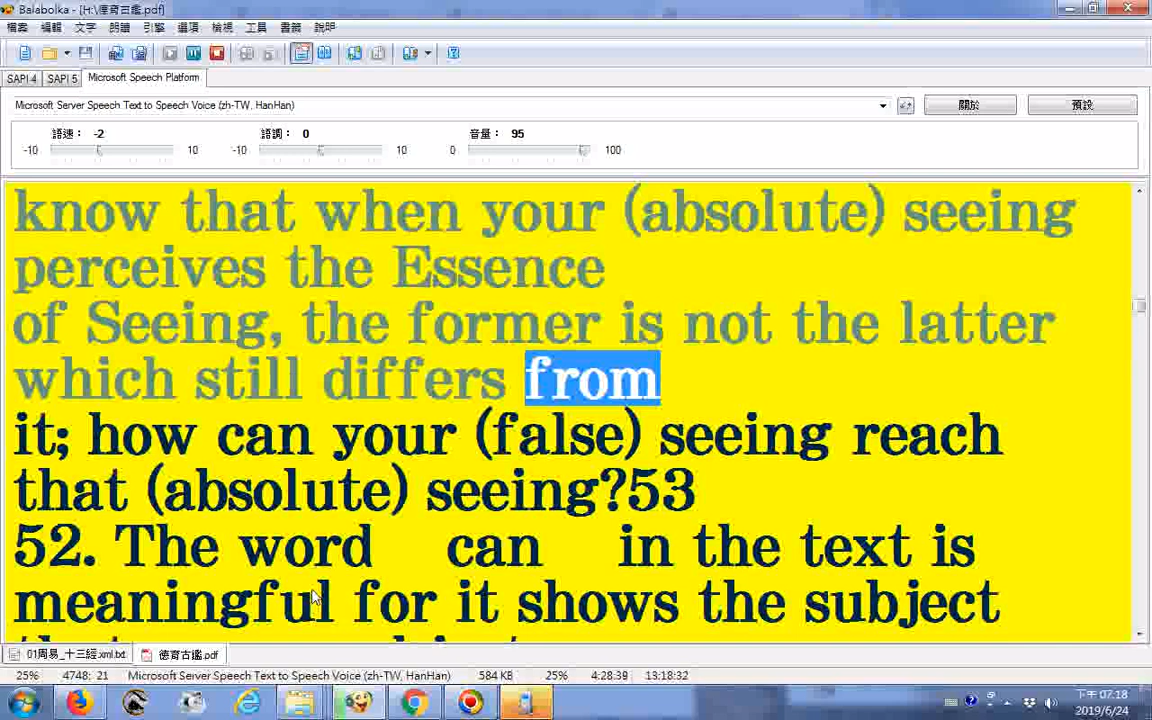 Balabolka - [H:\德育古鑑.pdf]
檔案 編輯 文字 朗讀 引擎 選項 檢視 工具 書籤 說明
SAPI 4 SAPI 5 Microsoft Speech Platform
Microsoft Server Speech Text to Speech Voice (zh-TW, HanHan) 關於 預設
語速： -2 語調： 0 音量： 95
-10 10 -10 10 0 100
know that when your (absolute) seeing
perceives the Essence
of Seeing, the former is not the latter
which still differs from
it; how can your (false) seeing reach
that (absolute) seeing?53
52. The word can in the text is
meaningful for it shows the subject
01周易_十三經.xml.txt 德育古鑑.pdf
25% 4748: 21 Microsoft Server Speech Text to Speech Voice (zh-TW, HanHan) 584 KB 25% 4:28:39 13:18:32
下午 07:18
2019/6/24